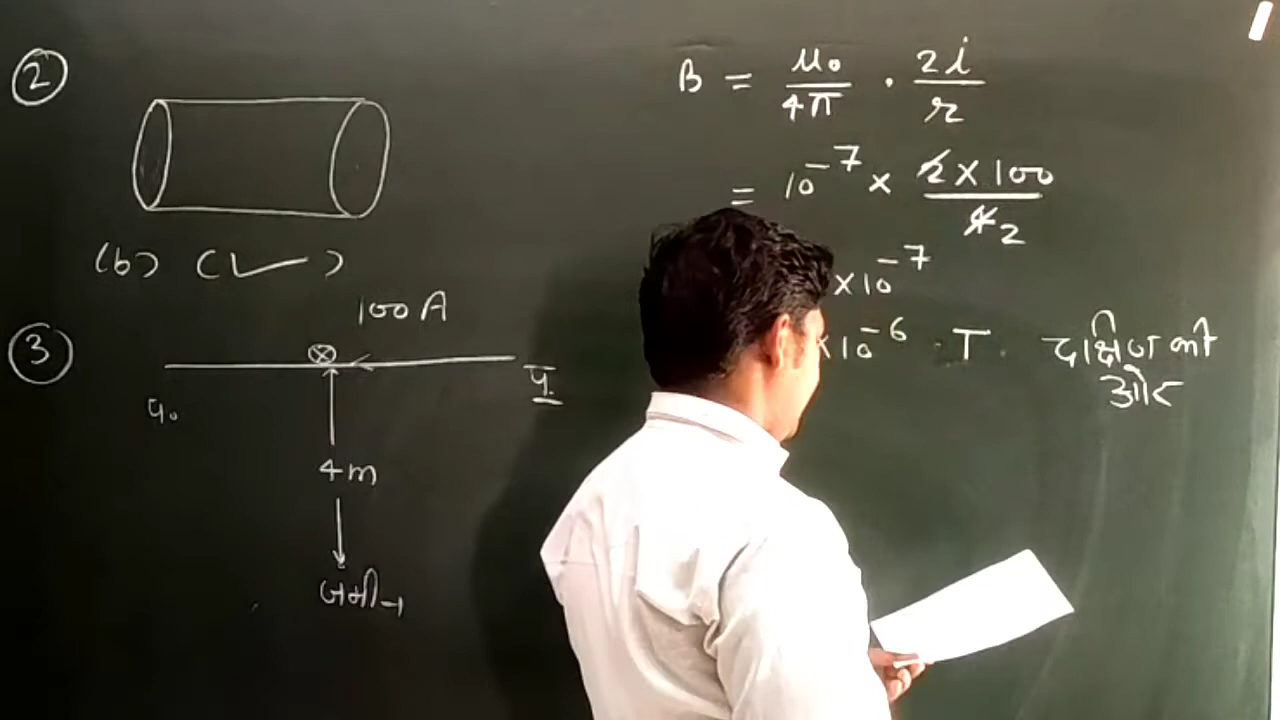 2
(b) (✓)
3
100A
प. पू.
4m
जमीन
B = μ₀/4π · 2i/r
= 10⁻⁷ × 2×100/4 2
×10⁻⁷
×10⁻⁶ · T. दक्षिण की
ओर